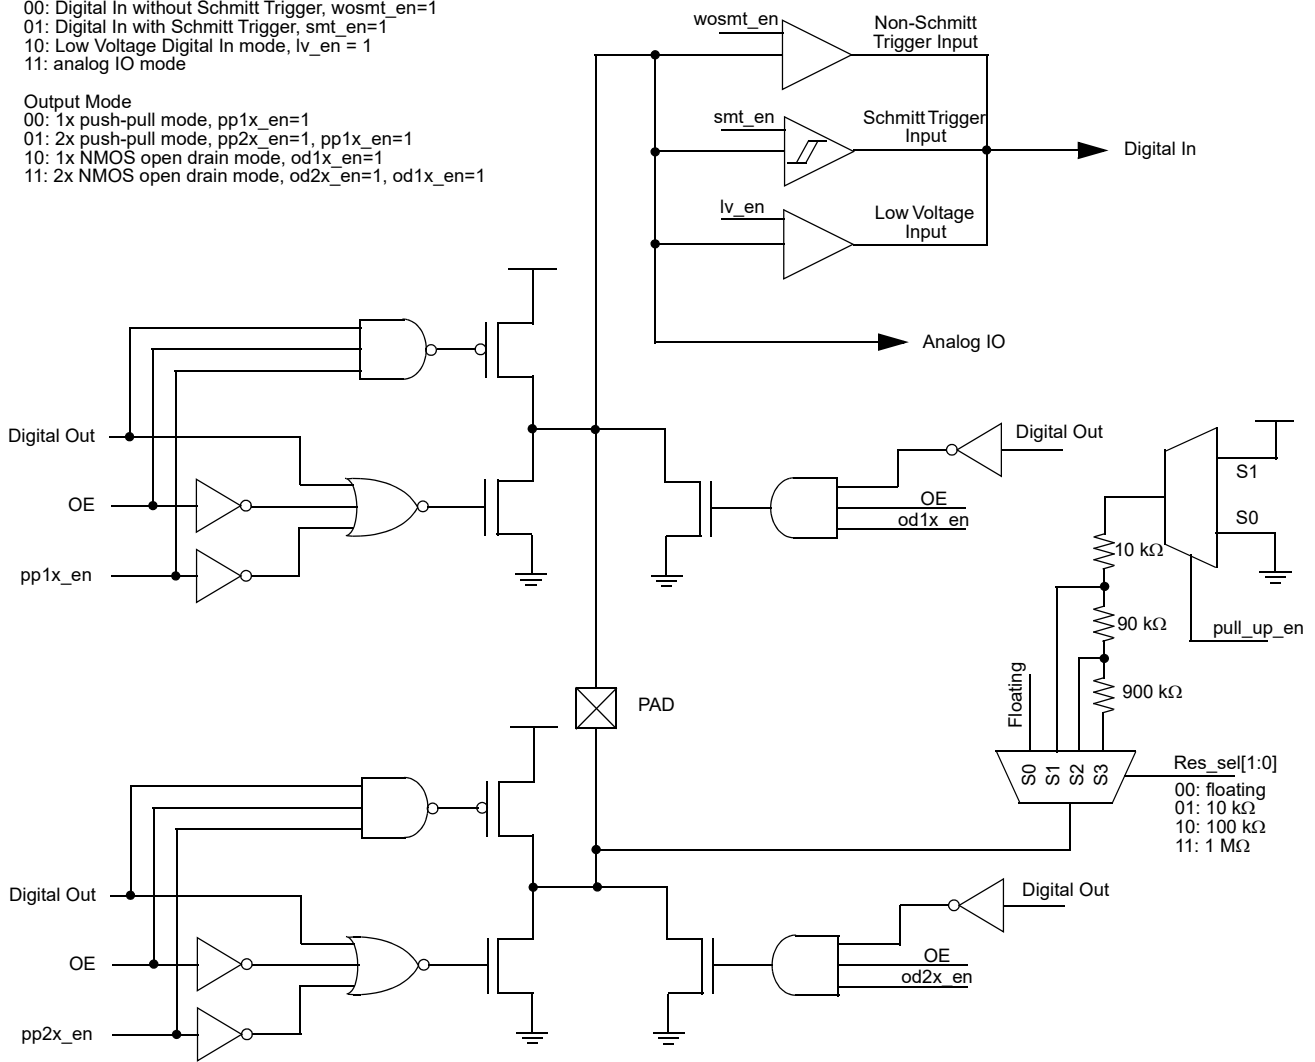 00: Digital In without Schmitt Trigger, wosmt_en=1
01: Digital In with Schmitt Trigger, smt_en=1
10: Low Voltage Digital In mode, lv_en = 1
11: analog IO mode
Output Mode
00: 1x push-pull mode, pp1x_en=1
01: 2x push-pull mode, pp2x_en=1, pp1x_en=1
10: 1x NMOS open drain mode, od1x_en=1
11: 2x NMOS open drain mode, od2x_en=1, od1x_en=1
wosmt_en
Non-Schmitt
Trigger Input
smt_en
Schmitt Trigger
Input
Digital In
lv_en
Low Voltage
Input
Analog IO
Digital Out
OE
pp1x_en
Digital Out
OE
od1x_en
S1
S0
pull_up_en
10 kΩ
90 kΩ
900 kΩ
Floating
S0
S1
S2
S3
Res_sel[1:0]
00: floating
01: 10 kΩ
10: 100 kΩ
11: 1 MΩ
PAD
Digital Out
OE
pp2x_en
Digital Out
OE
od2x_en